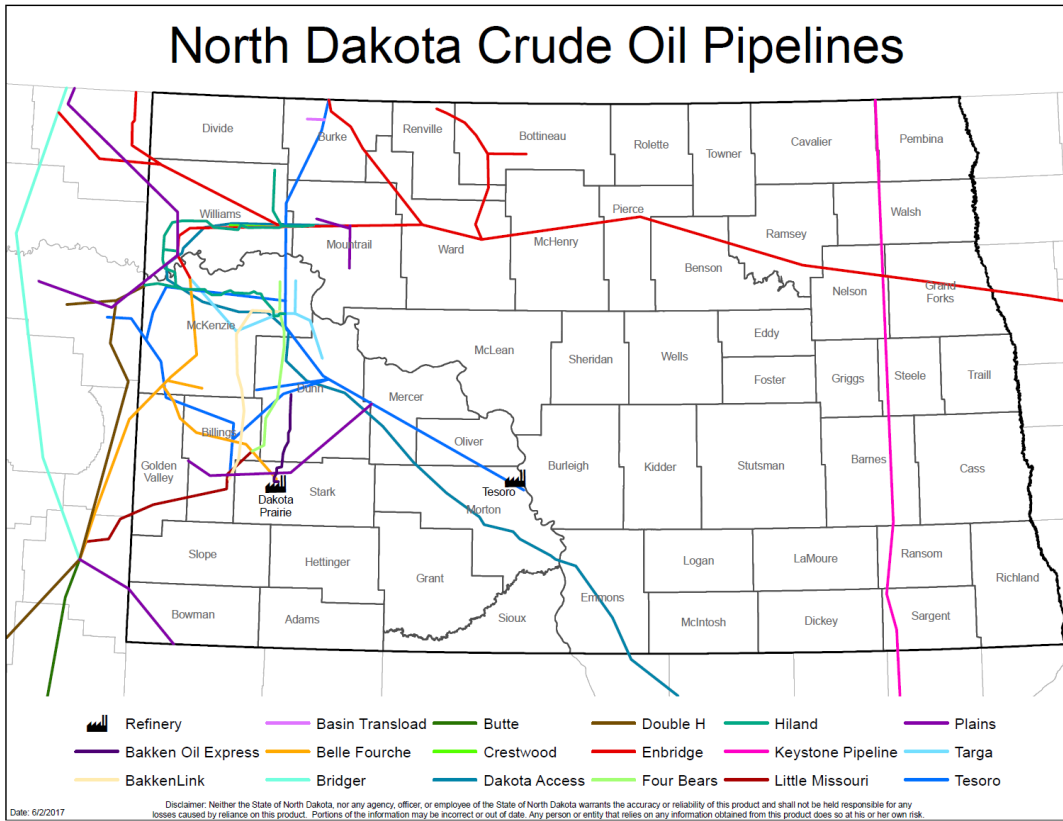 North Dakota Crude Oil Pipelines
Divide
Burke
Renville
Bottineau
Rolette
Towner
Cavalier
Pembina
Williams
Mountrail
Ward
McHenry
Pierce
Ramsey
Walsh
Benson
Nelson
Grand
Forks
McKenzie
McLean
Sheridan
Wells
Eddy
Foster
Griggs
Steele
Traill
Dunn
Mercer
Oliver
Billings
Golden
Valley
Stark
Dakota
Prairie
Tesoro
Morton
Burleigh
Kidder
Stutsman
Barnes
Cass
Slope
Hettinger
Grant
Logan
LaMoure
Ransom
Richland
Bowman
Adams
Sioux
Emmons
McIntosh
Dickey
Sargent
Refinery Basin Transload Butte Double H Hiland Plains
Bakken Oil Express Belle Fourche Crestwood Enbridge Keystone Pipeline Targa
BakkenLink Bridger Dakota Access Four Bears Little Missouri Tesoro
Date: 6/2/2017
Disclaimer: Neither the State of North Dakota, nor any agency, officer, or employee of the State of North Dakota warrants the accuracy or reliability of this product and shall not be held responsible for any
losses caused by reliance on this product. Portions of the information may be incorrect or out of date. Any person or entity that relies on any information obtained from this product does so at his or her own risk.